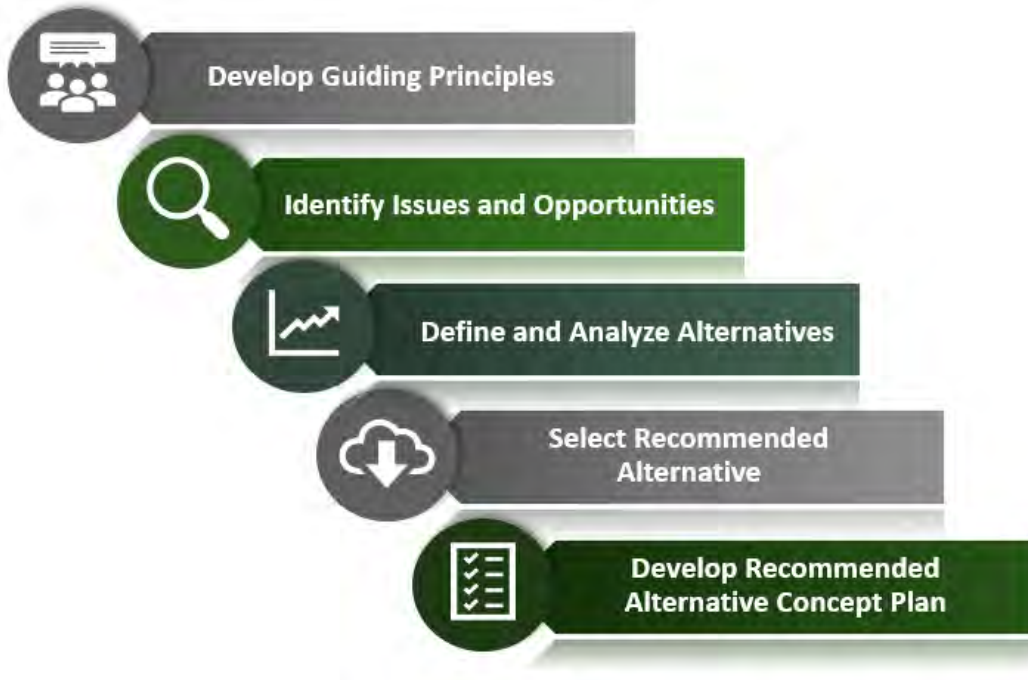 Develop Guiding Principles
Identify Issues and Opportunities
Define and Analyze Alternatives
Select Recommended
Alternative
Develop Recommended
Alternative Concept Plan